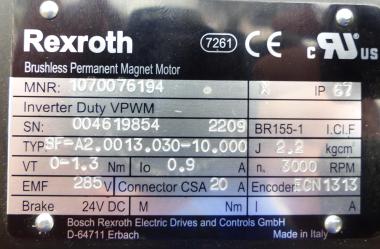 Rexroth 7261 CE c RU US
Brushless Permanent Magnet Motor
MNR: 1070076194 X IP 67
Inverter Duty VPWM
SN: 004619854 2209 BR155-1 I.Cl.F
TYP SF-A2.0013.030-10.000 J 2.2 kgcm²
VT 0-1.3 Nm Io 0.9 A n. 3000 RPM
EMF 285 V Connector CSA 20 A Encoder: ECN1313
Brake 24V DC M Nm I A
Bosch Rexroth Electric Drives and Controls GmbH
D-64711 Erbach Made in Italy